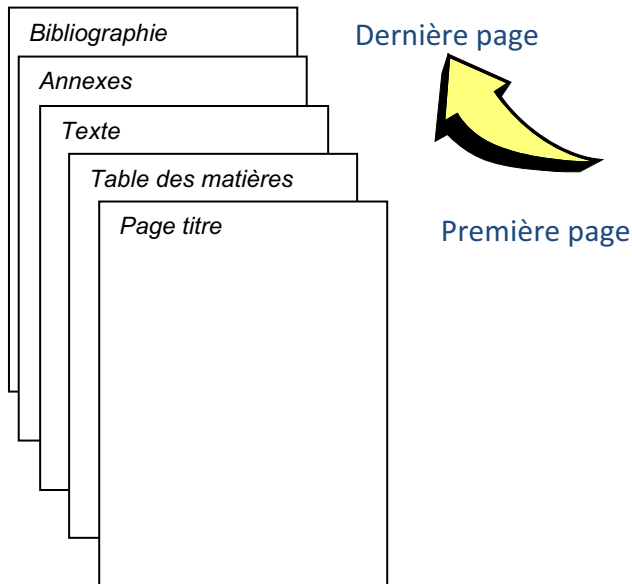 Bibliographie
Dernière page
Annexes
Texte
Table des matières
Page titre
Première page